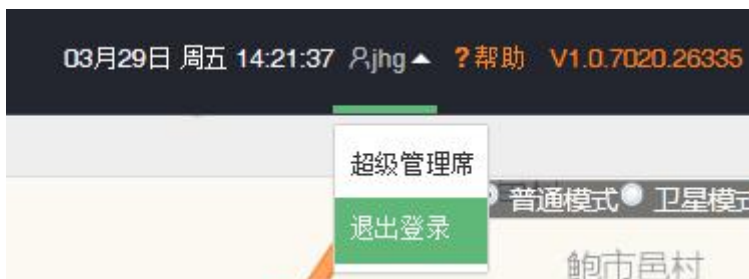 03月29日 周五 14:21:37 jhg ?帮助 V1.0.7020.26335
超级管理席
普通模式 卫星模式
退出登录
鲍市邑村